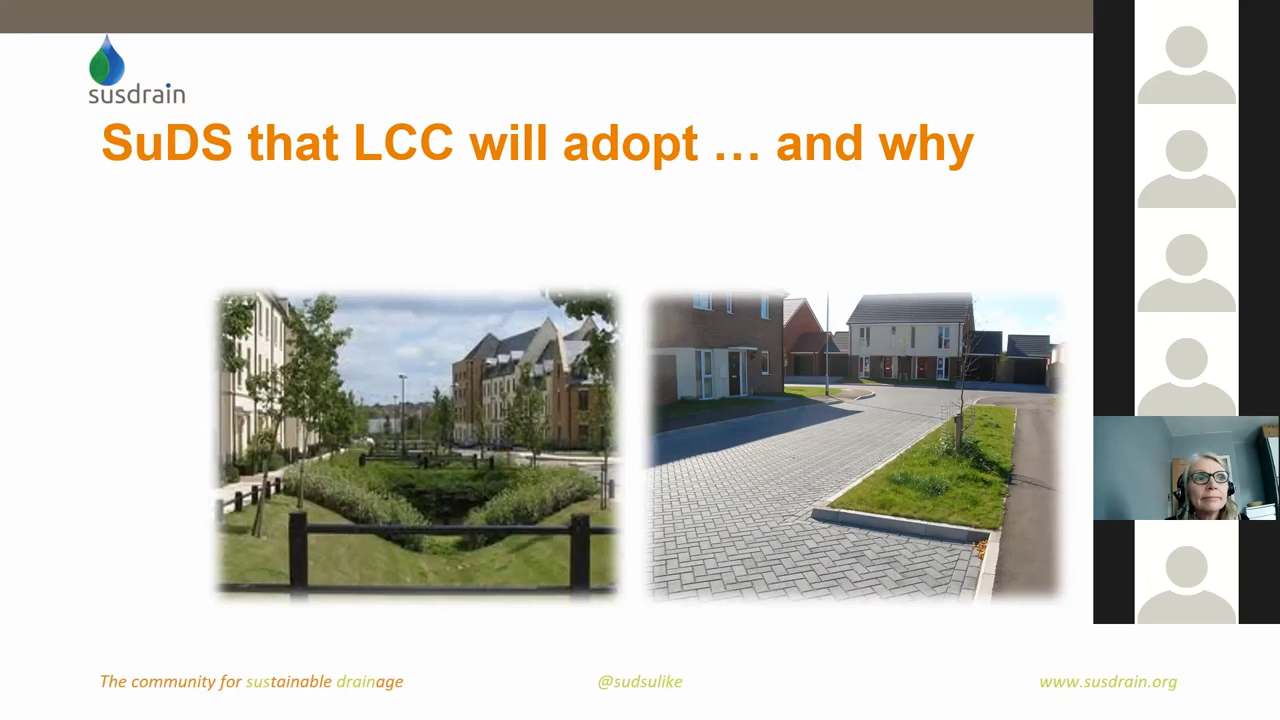 susdrain
SuDS that LCC will adopt … and why
The community for sustainable drainage
@sudsulike
www.susdrain.org